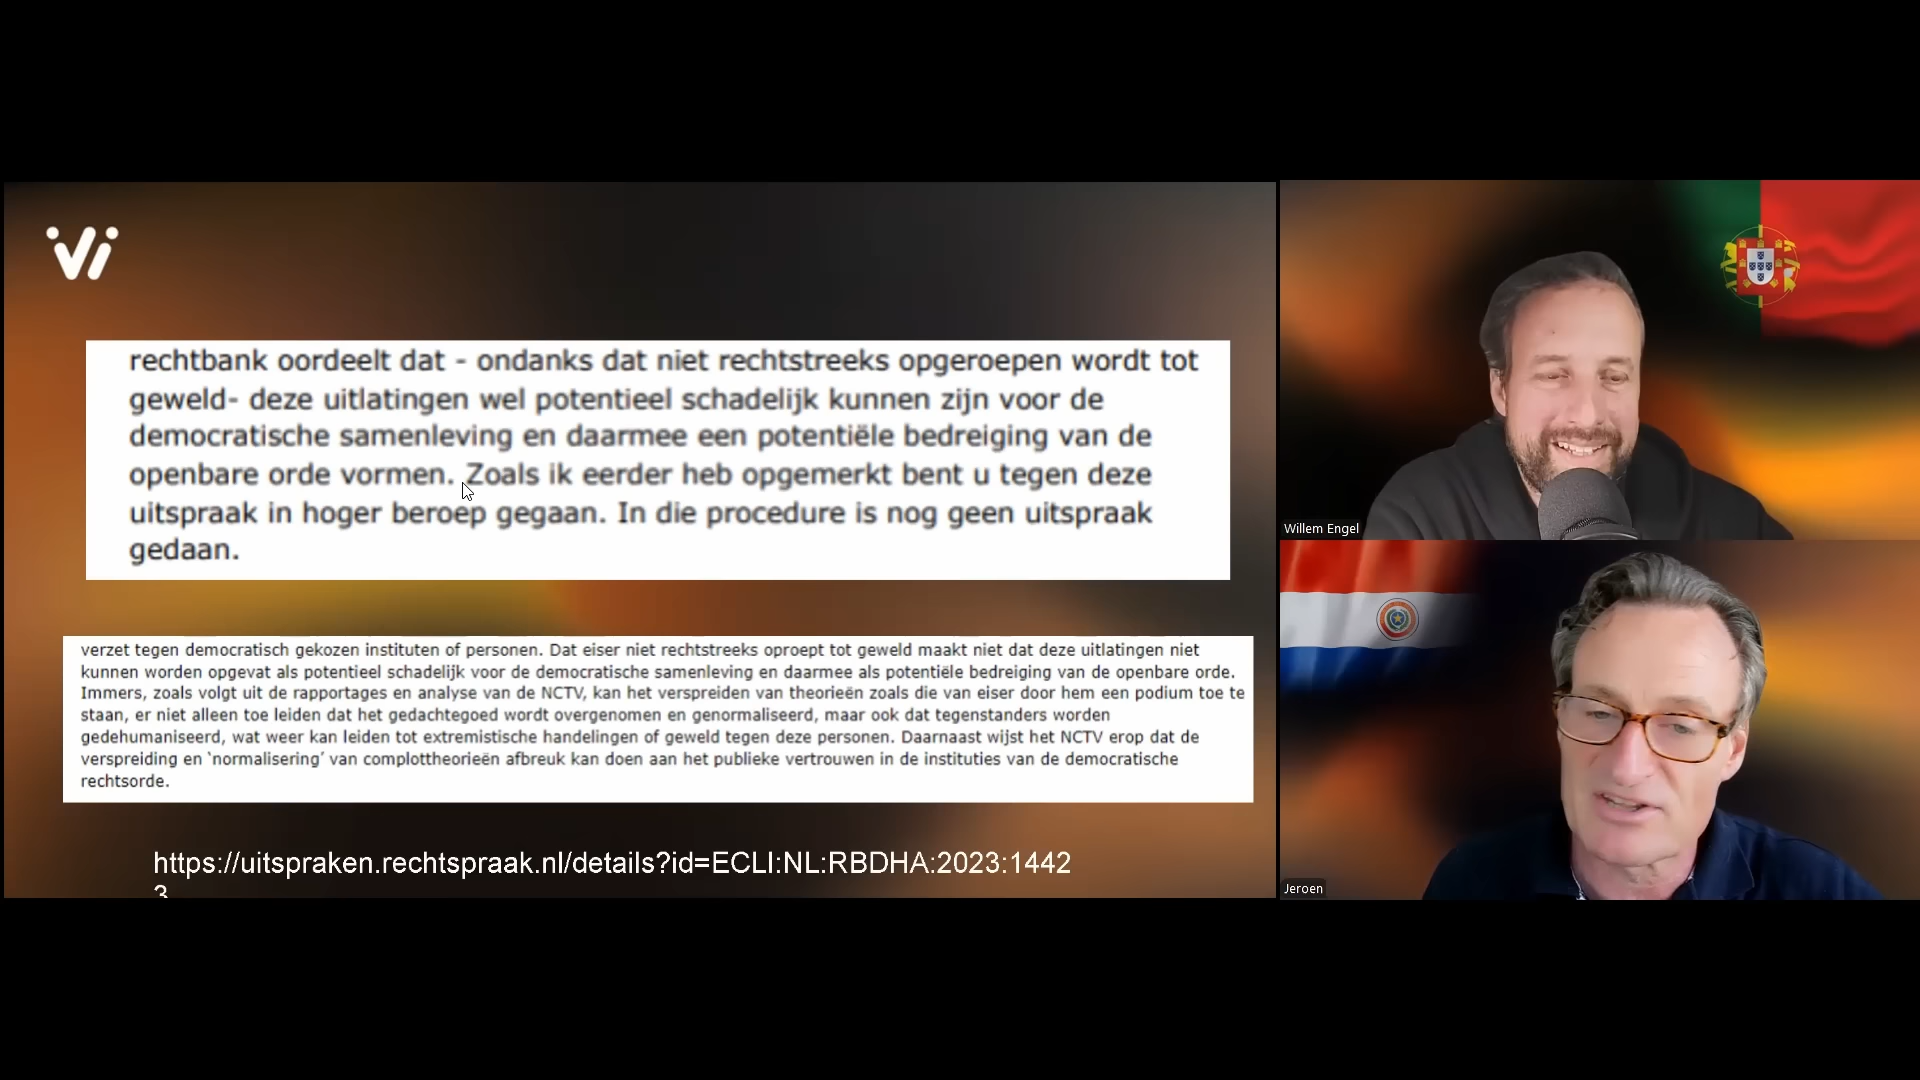 Vi
rechtbank oordeelt dat - ondanks dat niet rechtstreeks opgeroepen wordt tot
geweld- deze uitlatingen wel potentieel schadelijk kunnen zijn voor de
democratische samenleving en daarmee een potentiële bedreiging van de
openbare orde vormen. Zoals ik eerder heb opgemerkt bent u tegen deze
uitspraak in hoger beroep gegaan. In die procedure is nog geen uitspraak
gedaan.
verzet tegen democratisch gekozen instituten of personen. Dat eiser niet rechtstreeks oproept tot geweld maakt niet dat deze uitlatingen niet
kunnen worden opgevat als potentieel schadelijk voor de democratische samenleving en daarmee als potentiële bedreiging van de openbare orde.
Immers, zoals volgt uit de rapportages en analyse van de NCTV, kan het verspreiden van theorieën zoals die van eiser door hem een podium toe te
staan, er niet alleen toe leiden dat het gedachtegoed wordt overgenomen en genormaliseerd, maar ook dat tegenstanders worden
gedehumaniseerd, wat weer kan leiden tot extremistische handelingen of geweld tegen deze personen. Daarnaast wijst het NCTV erop dat de
verspreiding en 'normalisering' van complottheorieën afbreuk kan doen aan het publieke vertrouwen in de instituties van de democratische
rechtsorde.
https://uitspraken.rechtspraak.nl/details?id=ECLI:NL:RBDHA:2023:1442
3
Willem Engel
Jeroen